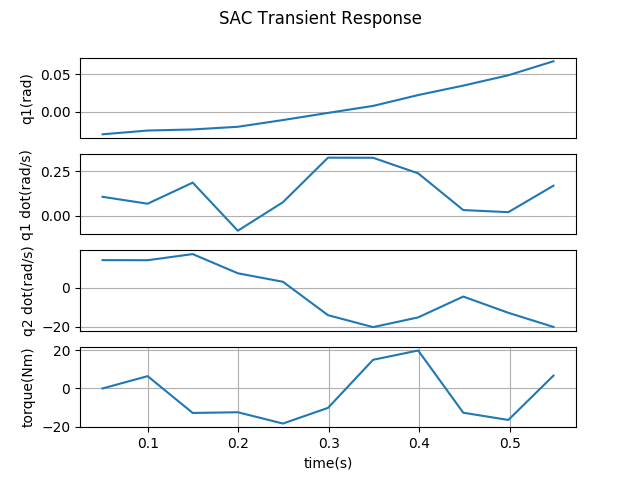 SAC Transient Response
0.05
0.00
q1(rad)
0.25
0.00
q1 dot(rad/s)
0
−20
q2 dot(rad/s)
20
0
−20
torque(Nm)
0.1 0.2 0.3 0.4 0.5
time(s)